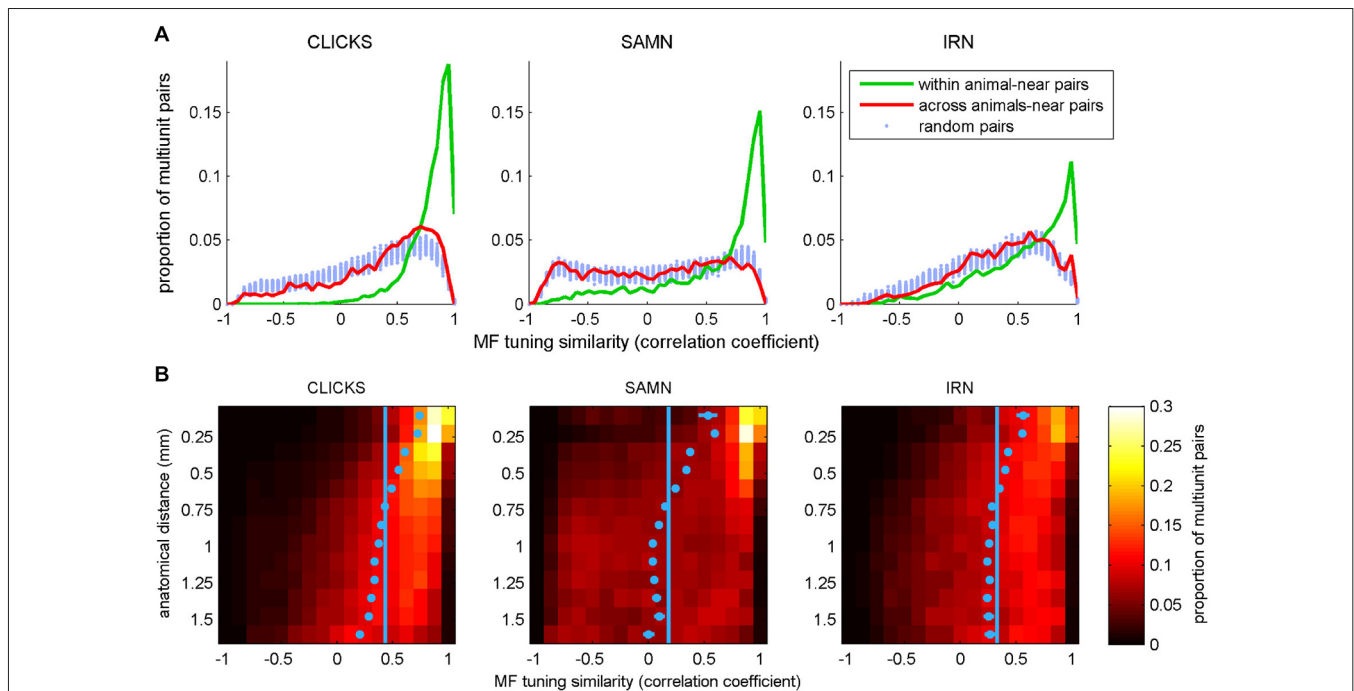 A
CLICKS
SAMN
IRN
proportion of multiunit pairs
0.15
0.1
0.05
0
0.15
0.1
0.05
0
0.15
0.1
0.05
0
within animal-near pairs
across animals-near pairs
random pairs
-1 -0.5 0 0.5 1
-1 -0.5 0 0.5 1
-1 -0.5 0 0.5 1
MF tuning similarity (correlation coefficient)
B
CLICKS
SAMN
IRN
anatomical distance (mm)
0.25
0.5
0.75
1
1.25
1.5
0.25
0.5
0.75
1
1.25
1.5
0.25
0.5
0.75
1
1.25
1.5
-1 -0.5 0 0.5 1
-1 -0.5 0 0.5 1
-1 -0.5 0 0.5 1
MF tuning similarity (correlation coefficient)
0.3
0.25
0.2
0.15
0.1
0.05
0
proportion of multiunit pairs